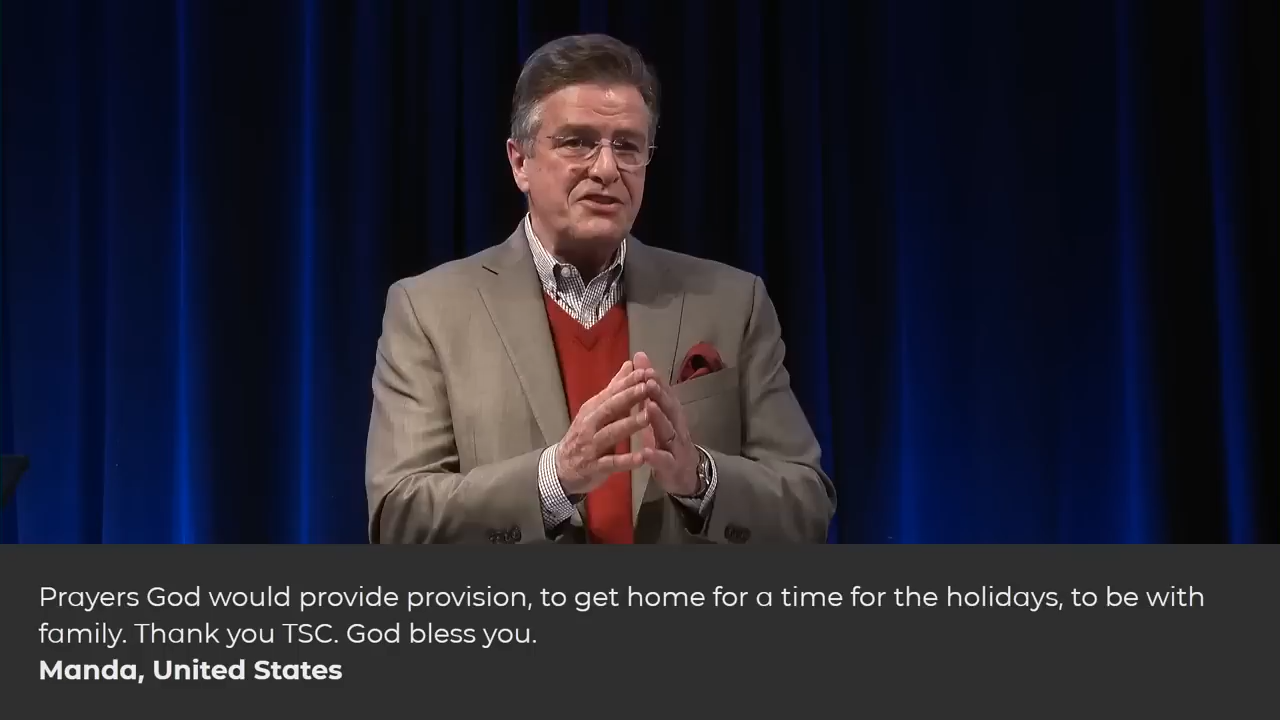 Prayers God would provide provision, to get home for a time for the holidays, to be with
family. Thank you TSC. God bless you.
Manda, United States